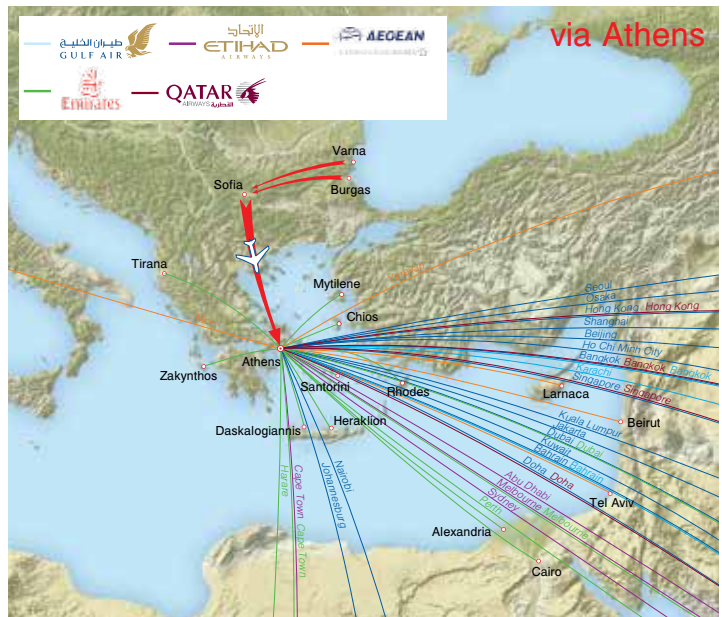 طيران الخليج
GULF AIR
الإتحاد
ETIHAD
AIRWAYS
AEGEAN
Emirates
QATAR
AIRWAYS القطرية
via Athens
Varna
Sofia
Burgas
Tirana
Mytilene
Chios
Athens
Zakynthos
Santorini
Rhodes
Larnaca
Daskalogiannis
Heraklion
Beirut
Tel Aviv
Alexandria
Cairo
Seoul
Osaka
Hong Kong Hong Kong
Shanghai
Beijing
Ho Chi Minh City
Bangkok Bangkok Bangkok
Karachi
Singapore Singapore
Kuala Lumpur
Jakarta
Dubai Dubai
Kuwait
Bahrain Bahrain
Doha Doha
Abu Dhabi
Melbourne Melbourne
Sydney
Perth
Nairobi
Johannesburg
Cape Town Cape Town
Harare